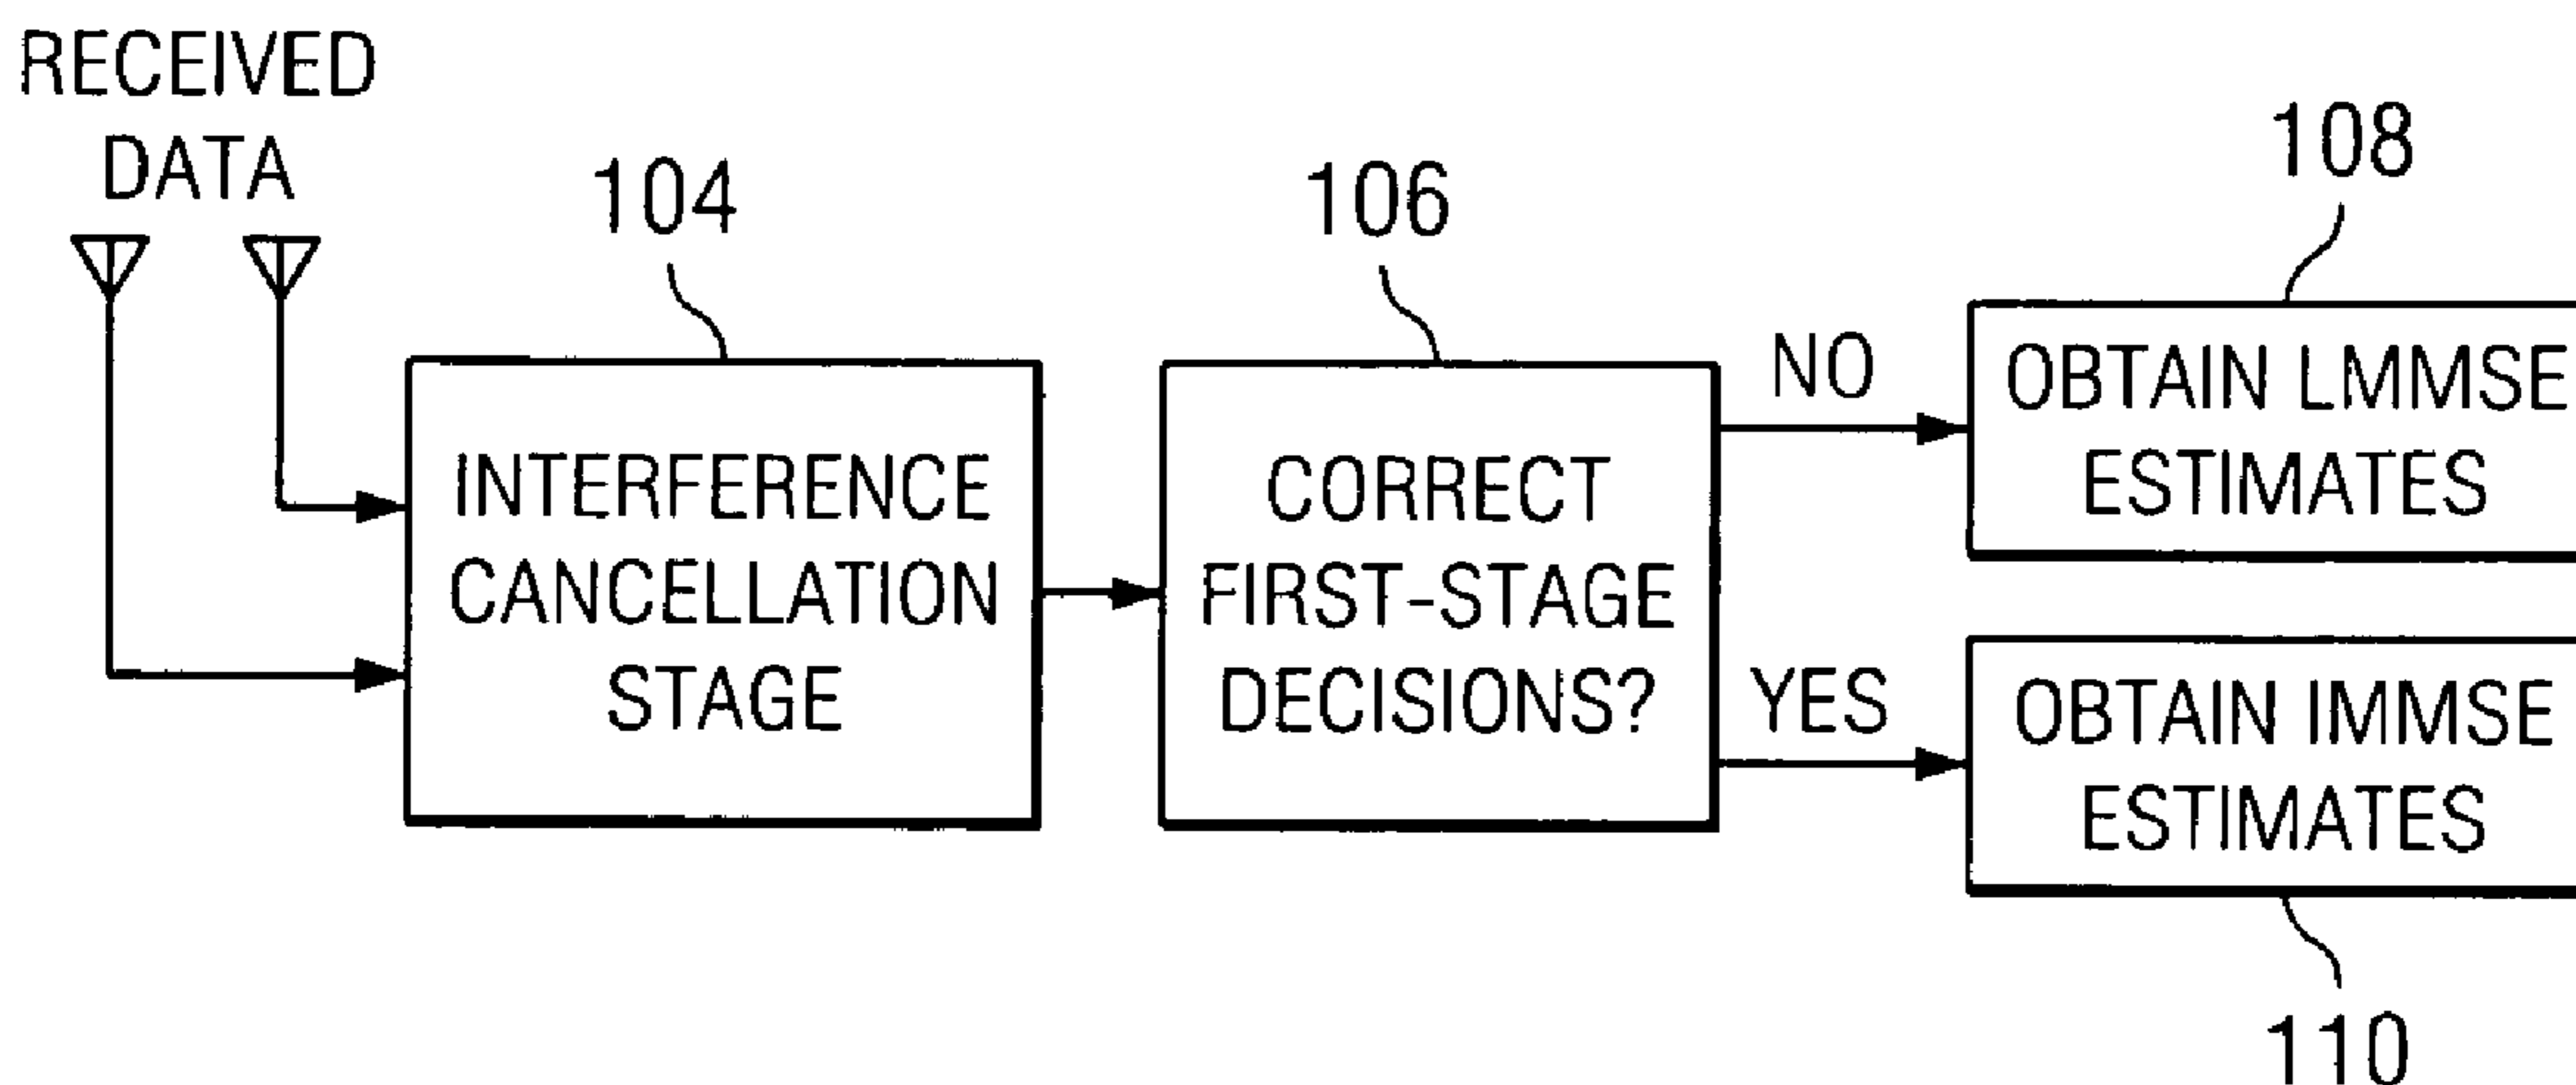 RECEIVED
DATA
104
106
108
INTERFERENCE
CANCELLATION
STAGE
CORRECT
FIRST-STAGE
DECISIONS?
NO
YES
OBTAIN LMMSE
ESTIMATES
OBTAIN IMMSE
ESTIMATES
110